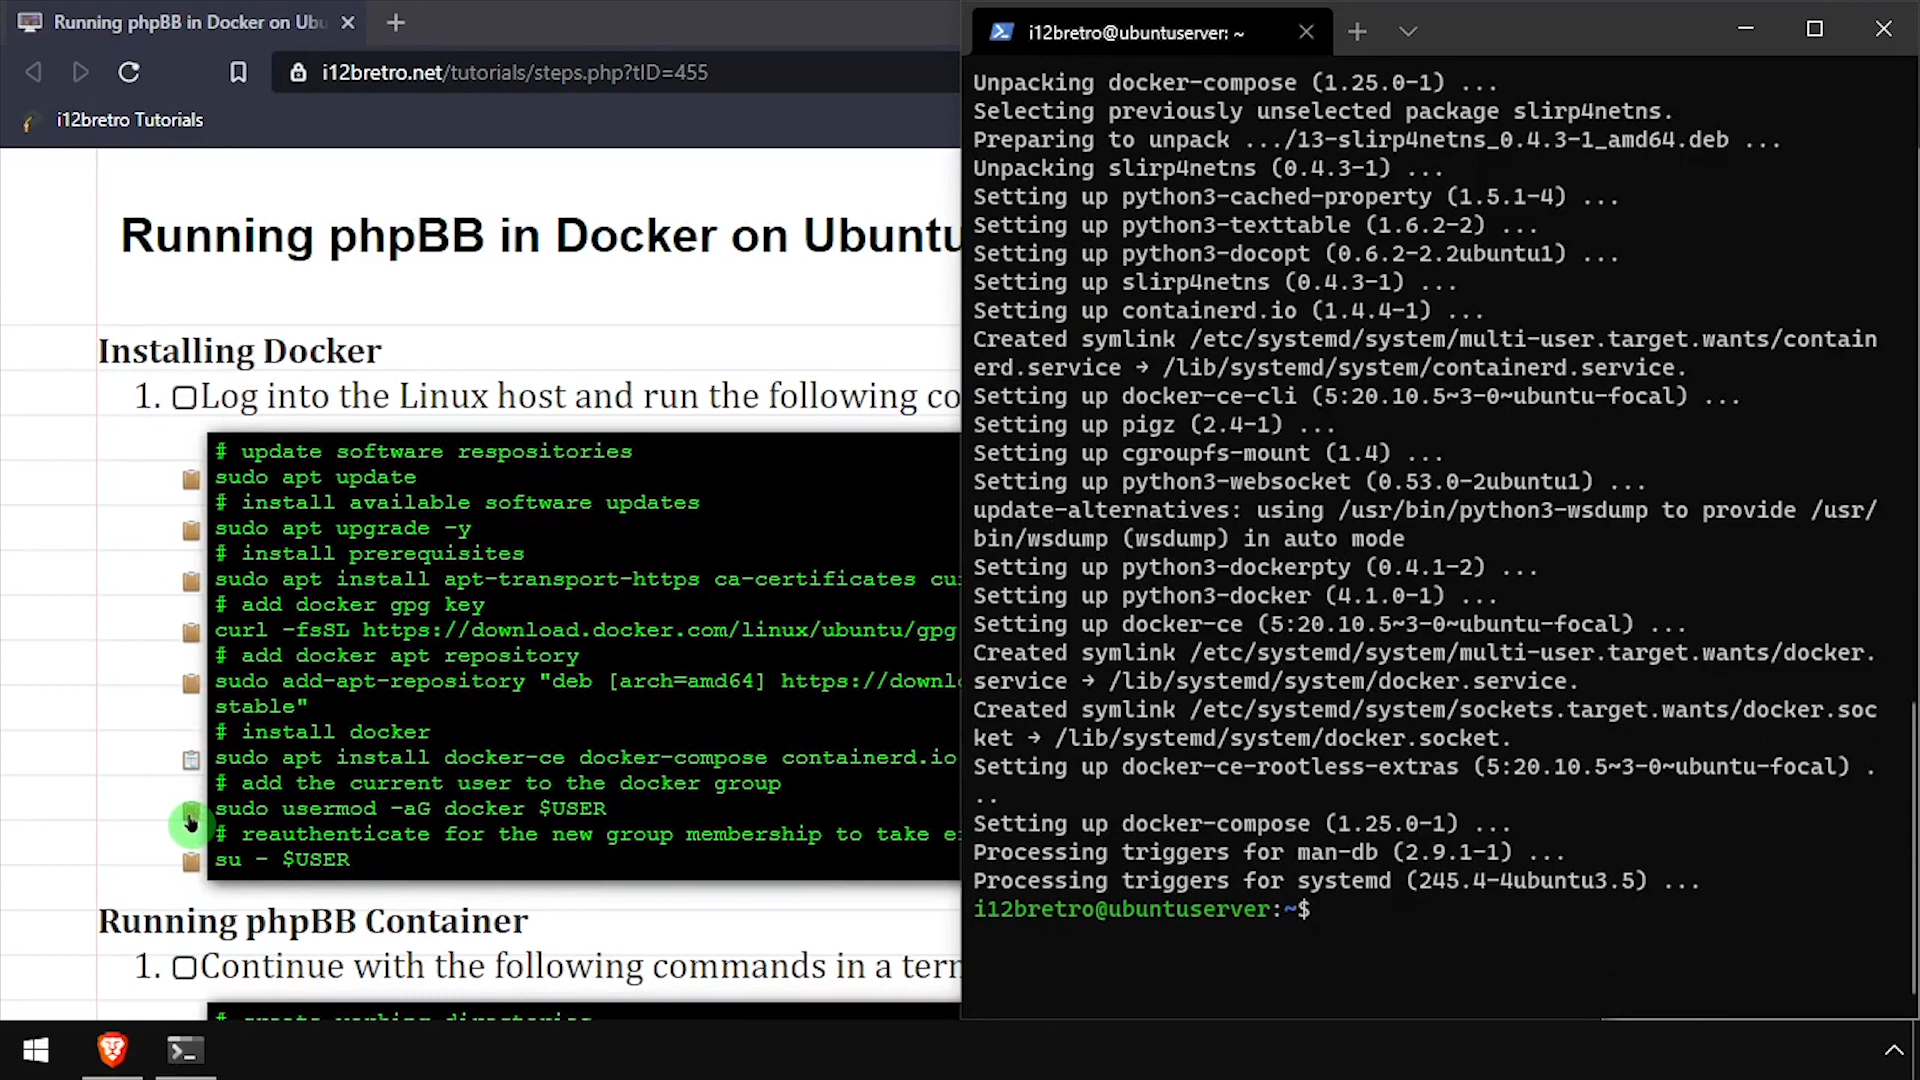 Running phpBB in Docker on Ubu
i12bretro.net/tutorials/steps.php?tID=455
i12bretro Tutorials
Running phpBB in Docker on Ubuntu
Installing Docker
1. Log into the Linux host and run the following co
# update software respositories
sudo apt update
# install available software updates
sudo apt upgrade -y
# install prerequisites
sudo apt install apt-transport-https ca-certificates cu
# add docker gpg key
curl -fsSL https://download.docker.com/linux/ubuntu/gpg
# add docker apt repository
sudo add-apt-repository "deb [arch=amd64] https://downl
stable"
# install docker
sudo apt install docker-ce docker-compose containerd.io
# add the current user to the docker group
sudo usermod -aG docker $USER
# reauthenticate for the new group membership to take e
su - $USER
Running phpBB Container
1. Continue with the following commands in a term
# create working directories
i12bretro@ubuntuserver: ~
Unpacking docker-compose (1.25.0-1) ...
Selecting previously unselected package slirp4netns.
Preparing to unpack .../13-slirp4netns_0.4.3-1_amd64.deb ...
Unpacking slirp4netns (0.4.3-1) ...
Setting up python3-cached-property (1.5.1-4) ...
Setting up python3-texttable (1.6.2-2) ...
Setting up python3-docopt (0.6.2-2.2ubuntu1) ...
Setting up slirp4netns (0.4.3-1) ...
Setting up containerd.io (1.4.4-1) ...
Created symlink /etc/systemd/system/multi-user.target.wants/contain
erd.service → /lib/systemd/system/containerd.service.
Setting up docker-ce-cli (5:20.10.5~3-0~ubuntu-focal) ...
Setting up pigz (2.4-1) ...
Setting up cgroupfs-mount (1.4) ...
Setting up python3-websocket (0.53.0-2ubuntu1) ...
update-alternatives: using /usr/bin/python3-wsdump to provide /usr/
bin/wsdump (wsdump) in auto mode
Setting up python3-dockerpty (0.4.1-2) ...
Setting up python3-docker (4.1.0-1) ...
Setting up docker-ce (5:20.10.5~3-0~ubuntu-focal) ...
Created symlink /etc/systemd/system/multi-user.target.wants/docker.
service → /lib/systemd/system/docker.service.
Created symlink /etc/systemd/system/sockets.target.wants/docker.soc
ket → /lib/systemd/system/docker.socket.
Setting up docker-ce-rootless-extras (5:20.10.5~3-0~ubuntu-focal) .
..
Setting up docker-compose (1.25.0-1) ...
Processing triggers for man-db (2.9.1-1) ...
Processing triggers for systemd (245.4-4ubuntu3.5) ...
i12bretro@ubuntuserver:~$